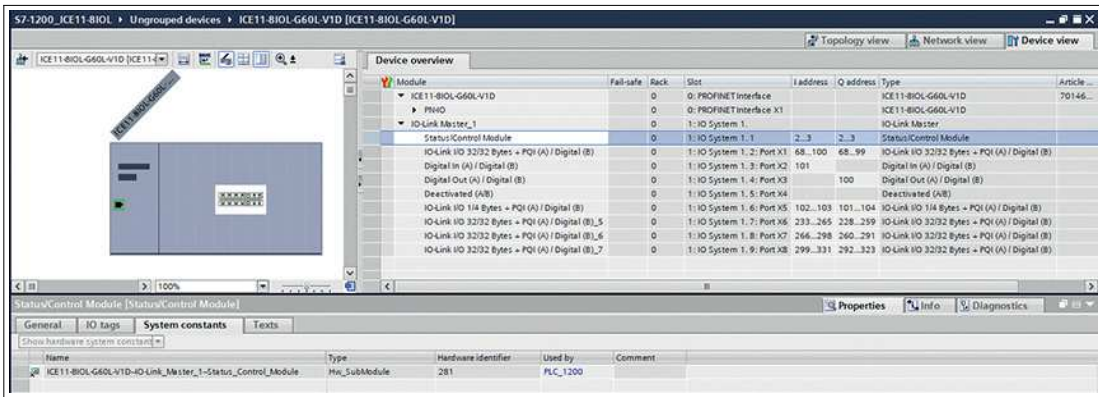 S7-1200_ICE11-8IOL ▸ Ungrouped devices ▸ ICE11-8IOL-G60L-V1D [ICE11-8IOL-G60L-V1D]
Topology view Network view Device view
ICE11-8IOL-G60L-V1D [ICE11-
Device overview
Module Fail-safe Rack Slot I address Q address Type Article ...
ICE11-8IOL-G60L-V1D 0 0: PROFINET Interface ICE11-8IOL-G60L-V1D 70146...
PN-IO 0 0: PROFINET Interface X1 ICE11-8IOL-G60L-V1D
IO-Link Master_1 0 1: IO System 1. IO-Link Master
Status/Control Module 0 1: IO System 1. 1 2...3 2...3 Status/Control Module
IO-Link I/O 32/32 Bytes + PQI (A) / Digital (B) 0 1: IO System 1. 2: Port X1 68...100 68...99 IO-Link I/O 32/32 Bytes + PQI (A) / Digital (B)
Digital In (A) / Digital (B) 0 1: IO System 1. 3: Port X2 101 Digital In (A) / Digital (B)
Digital Out (A) / Digital (B) 0 1: IO System 1. 4: Port X3 100 Digital Out (A) / Digital (B)
Deactivated (A/B) 0 1: IO System 1. 5: Port X4 Deactivated (A/B)
IO-Link I/O 1/4 Bytes + PQI (A) / Digital (B) 0 1: IO System 1. 6: Port X5 102...103 101...104 IO-Link I/O 1/4 Bytes + PQI (A) / Digital (B)
IO-Link I/O 32/32 Bytes + PQI (A) / Digital (B)_5 0 1: IO System 1. 7: Port X6 233...265 228...259 IO-Link I/O 32/32 Bytes + PQI (A) / Digital (B)
IO-Link I/O 32/32 Bytes + PQI (A) / Digital (B)_6 0 1: IO System 1. 8: Port X7 266...298 260...291 IO-Link I/O 32/32 Bytes + PQI (A) / Digital (B)
IO-Link I/O 32/32 Bytes + PQI (A) / Digital (B)_7 0 1: IO System 1. 9: Port X8 299...331 292...323 IO-Link I/O 32/32 Bytes + PQI (A) / Digital (B)
ICE11-8IOL-G60L-...
100%
Status/Control Module [Status/Control Module]
Properties Info Diagnostics
General IO tags System constants Texts
Show hardware system constant
Name Type Hardware identifier Used by Comment
ICE11-8IOL-G60L-V1D~IO-Link_Master_1~Status_Control_Module Hw_SubModule 281 PLC_1200